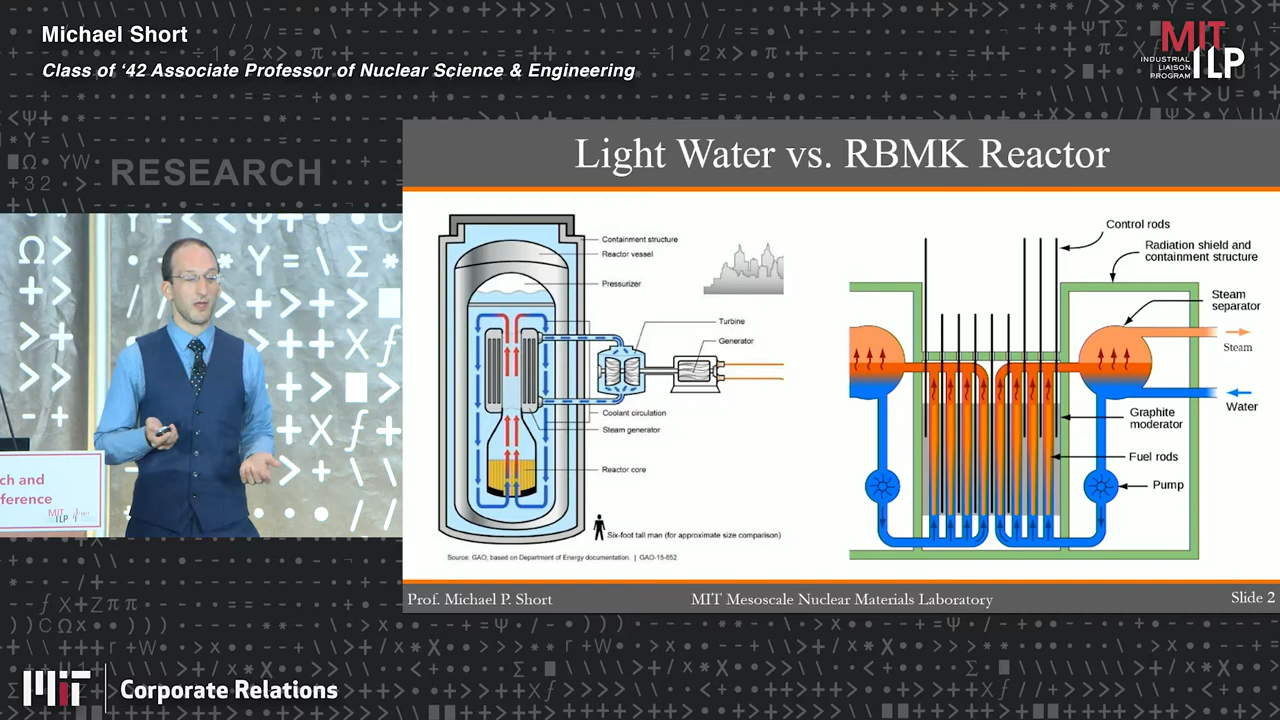 Michael Short
Class of ‘42 Associate Professor of Nuclear Science & Engineering
MIT
INDUSTRIAL
LIAISON
PROGRAM
ILP
RESEARCH
ch and
ference
MIT
ILP
Light Water vs. RBMK Reactor
Containment structure
Reactor vessel
Pressurizer
Turbine
Generator
Coolant circulation
Steam generator
Reactor core
Six-foot tall man (for approximate size comparison)
Source: GAO, based on Department of Energy documentation. | GAO-15-652
Control rods
Radiation shield and
containment structure
Steam
separator
Steam
Water
Graphite
moderator
Fuel rods
Pump
Prof. Michael P. Short
MIT Mesoscale Nuclear Materials Laboratory
Slide 2
MIT
Corporate Relations